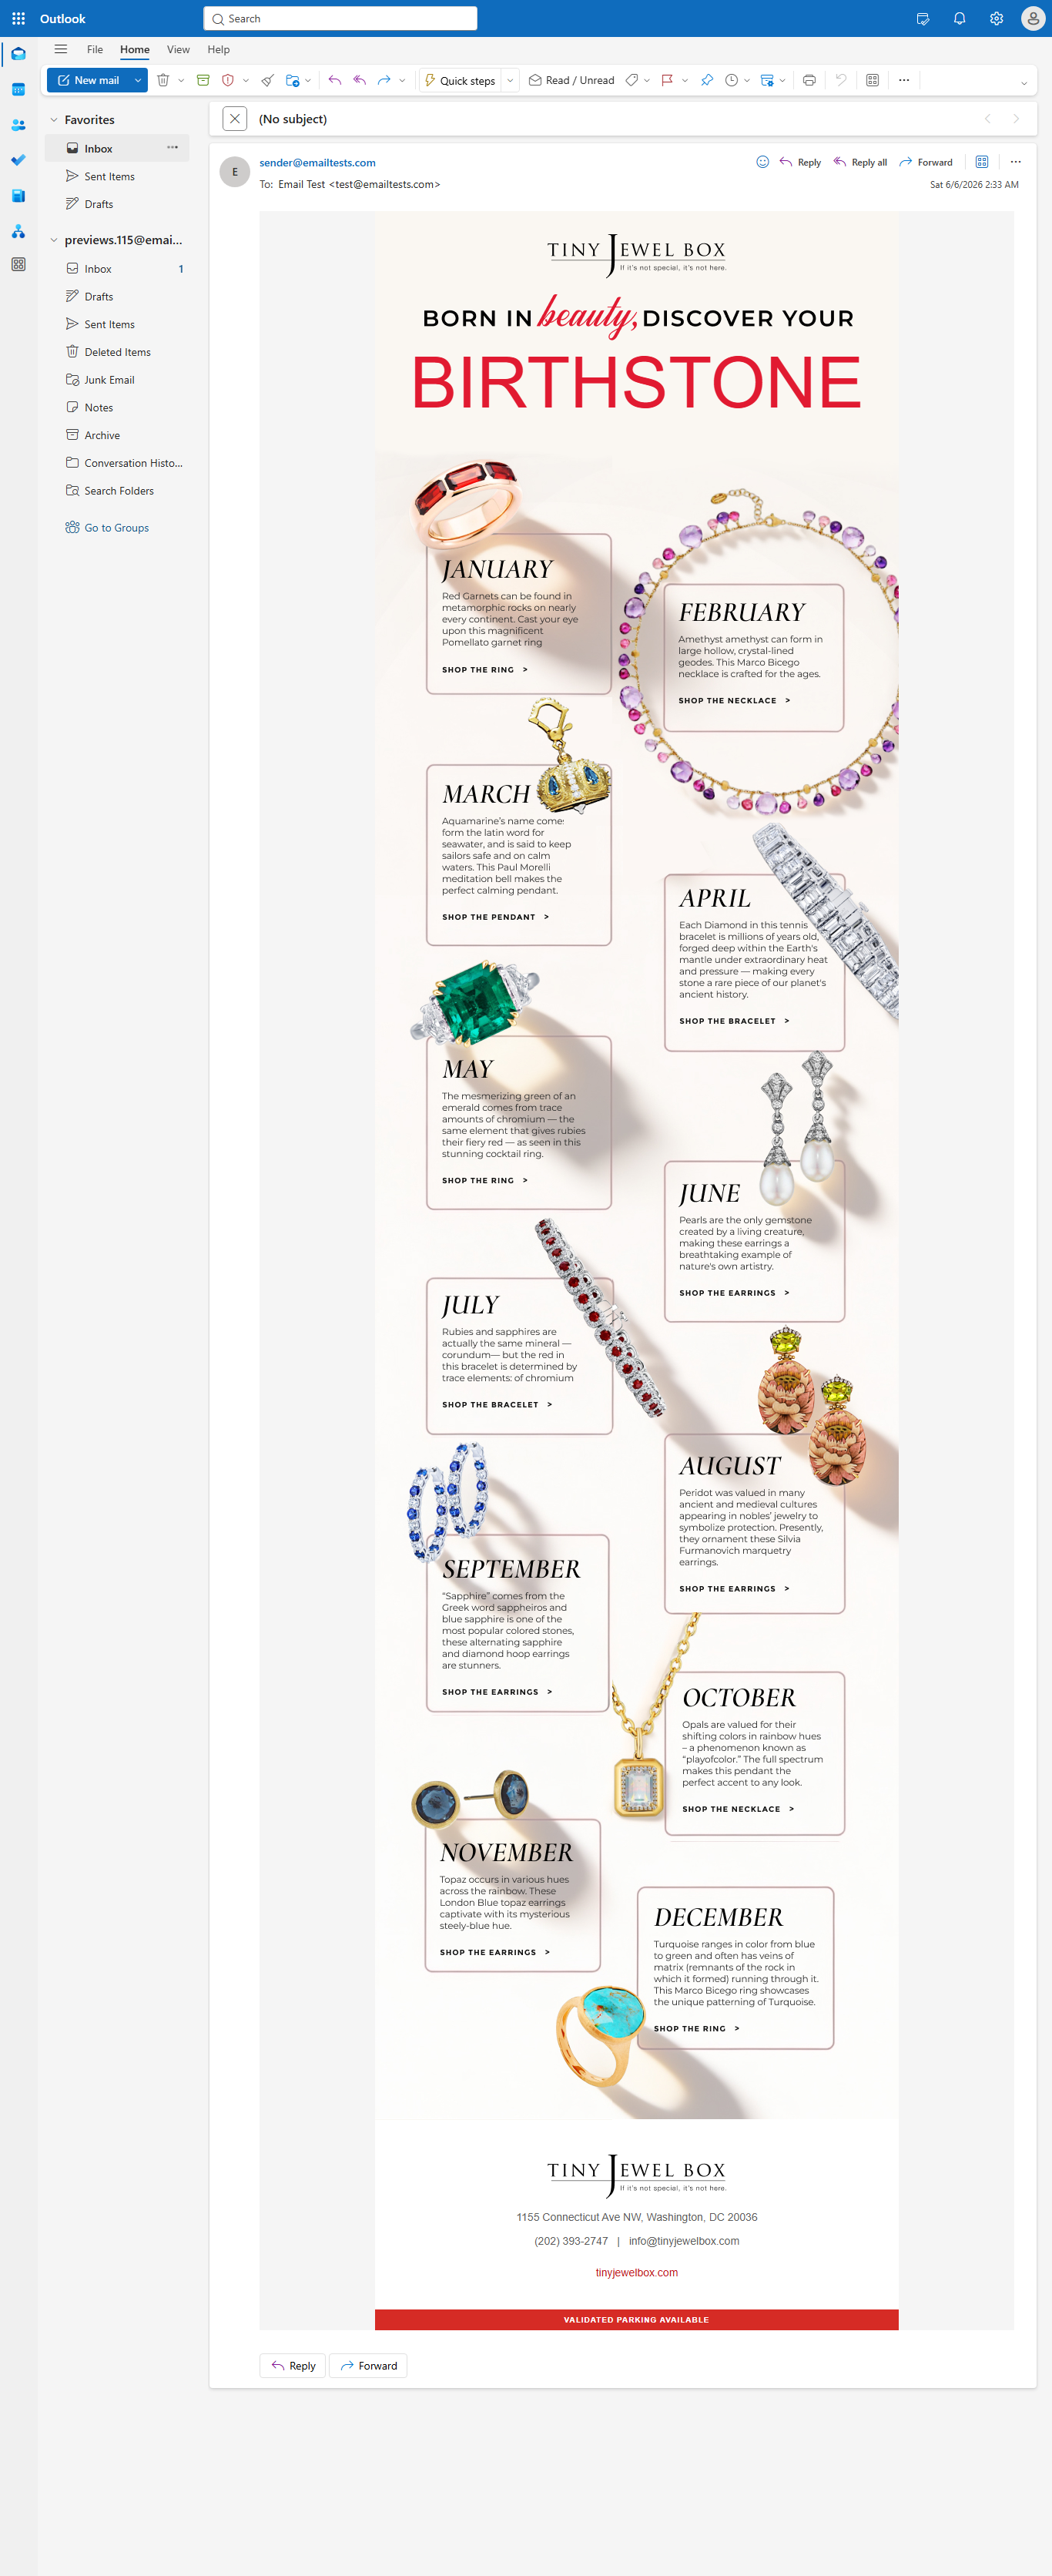 Outlook
Search
File Home View Help
New mail
Quick steps
Read / Unread
Favorites
Inbox
Sent Items
Drafts
previews.115@emai...
Inbox 1
Drafts
Sent Items
Deleted Items
Junk Email
Notes
Archive
Conversation Histo...
Search Folders
Go to Groups
(No subject)
E
sender@emailtests.com
Reply Reply all Forward
To: Email Test <test@emailtests.com>
Sat 6/6/2026 2:33 AM
TINY JEWEL BOX
If it's not special, it's not here.
BORN IN beauty, DISCOVER YOUR
BIRTHSTONE
JANUARY
Red Garnets can be found in
metamorphic rocks on nearly
every continent. Cast your eye
upon this magnificent
Pomellato garnet ring
SHOP THE RING >
FEBRUARY
Amethyst amethyst can form in
large hollow, crystal-lined
geodes. This Marco Bicego
necklace is crafted for the ages.
SHOP THE NECKLACE >
MARCH
Aquamarine's name comes
form the latin word for
seawater, and is said to keep
sailors safe and on calm
waters. This Paul Morelli
meditation bell makes the
perfect calming pendant.
SHOP THE PENDANT >
APRIL
Each Diamond in this tennis
bracelet is millions of years old,
forged deep within the Earth's
mantle under extraordinary heat
and pressure — making every
stone a rare piece of our planet's
ancient history.
SHOP THE BRACELET >
MAY
The mesmerizing green of an
emerald comes from trace
amounts of chromium — the
same element that gives rubies
their fiery red — as seen in this
stunning cocktail ring.
SHOP THE RING >
JUNE
Pearls are the only gemstone
created by a living creature,
making these earrings a
breathtaking example of
nature's own artistry.
SHOP THE EARRINGS >
JULY
Rubies and sapphires are
actually the same mineral —
corundum— but the red in
this bracelet is determined by
trace elements: of chromium
SHOP THE BRACELET >
AUGUST
Peridot was valued in many
ancient and medieval cultures
appearing in nobles' jewelry to
symbolize protection. Presently,
they ornament these Silvia
Furmanovich marquetry
earrings.
SHOP THE EARRINGS >
SEPTEMBER
“Sapphire” comes from the
Greek word sappheiros and
blue sapphire is one of the
most popular colored stones,
these alternating sapphire
and diamond hoop earrings
are stunners.
SHOP THE EARRINGS >
OCTOBER
Opals are valued for their
shifting colors in rainbow hues
– a phenomenon known as
“playofcolor.” The full spectrum
makes this pendant the
perfect accent to any look.
SHOP THE NECKLACE >
NOVEMBER
Topaz occurs in various hues
across the rainbow. These
London Blue topaz earrings
captivate with its mysterious
steely-blue hue.
SHOP THE EARRINGS >
DECEMBER
Turquoise ranges in color from blue
to green and often has veins of
matrix (remnants of the rock in
which it formed) running through it.
This Marco Bicego ring showcases
the unique patterning of Turquoise.
SHOP THE RING >
TINY JEWEL BOX
If it's not special, it's not here.
1155 Connecticut Ave NW, Washington, DC 20036
(202) 393-2747 | info@tinyjewelbox.com
tinyjewelbox.com
VALIDATED PARKING AVAILABLE
Reply Forward